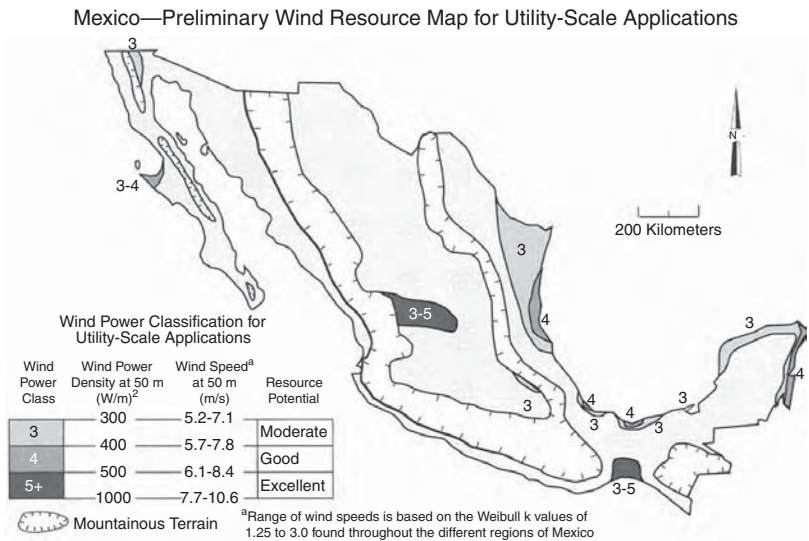 Mexico—Preliminary Wind Resource Map for Utility-Scale Applications
3
3-4
N
200 Kilometers
3
4
3-5
3
4
3
4
3
4
3
3
3-5
Wind Power Classification for
Utility-Scale Applications
Wind Power Class
Wind Power Density at 50 m (W/m)²
Wind Speedᵃ at 50 m (m/s)
Resource Potential
300 5.2-7.1
3 Moderate
400 5.7-7.8
4 Good
500 6.1-8.4
5+ Excellent
1000 7.7-10.6
Mountainous Terrain
ᵃRange of wind speeds is based on the Weibull k values of
1.25 to 3.0 found throughout the different regions of Mexico